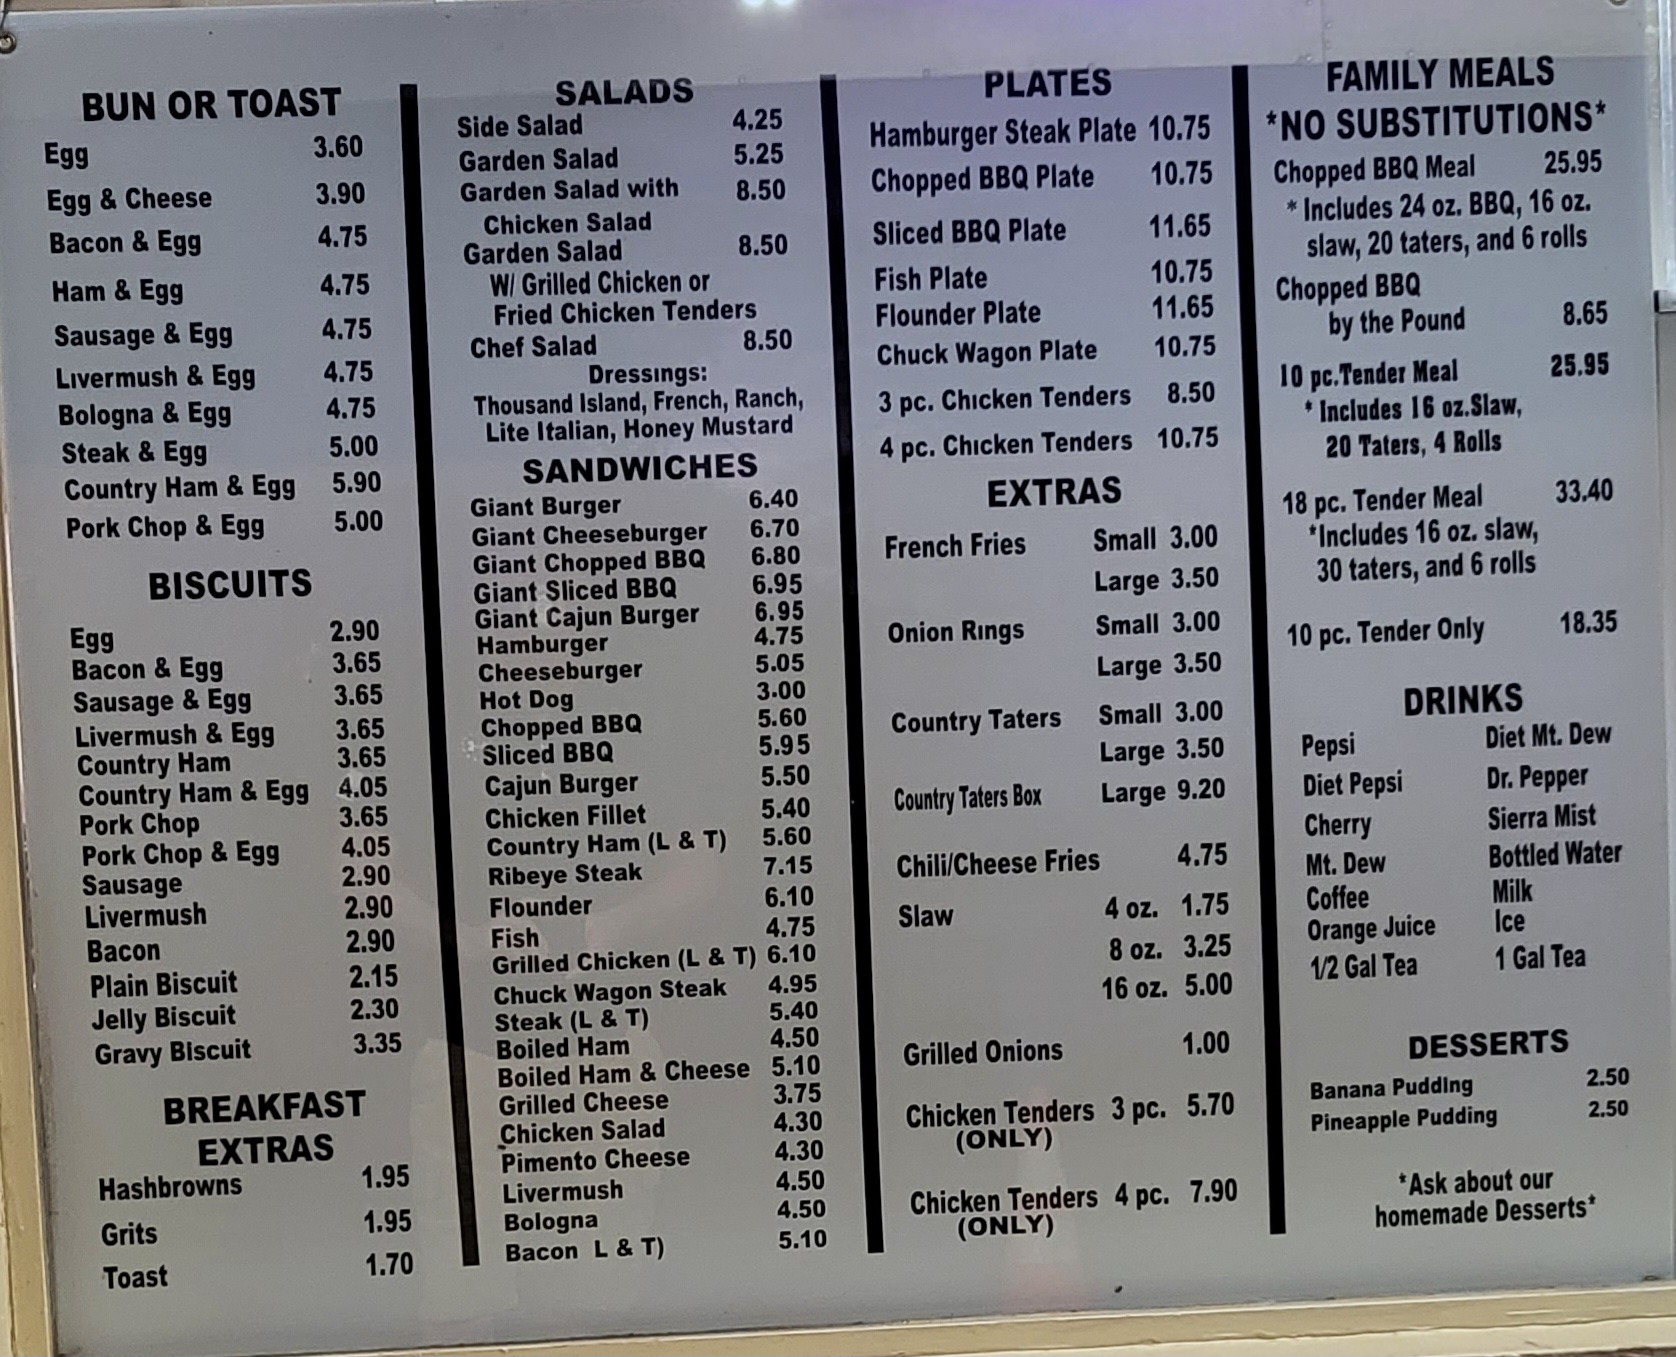 BUN OR TOAST
Egg 3.60
Egg & Cheese 3.90
Bacon & Egg 4.75
Ham & Egg 4.75
Sausage & Egg 4.75
Livermush & Egg 4.75
Bologna & Egg 4.75
Steak & Egg 5.00
Country Ham & Egg 5.90
Pork Chop & Egg 5.00
BISCUITS
Egg 2.90
Bacon & Egg 3.65
Sausage & Egg 3.65
Livermush & Egg 3.65
Country Ham 3.65
Country Ham & Egg 4.05
Pork Chop 3.65
Pork Chop & Egg 4.05
Sausage 2.90
Livermush 2.90
Bacon 2.90
Plain Biscuit 2.15
Jelly Biscuit 2.30
Gravy Biscuit 3.35
BREAKFAST
EXTRAS
Hashbrowns 1.95
Grits 1.95
Toast 1.70
SALADS
Side Salad 4.25
Garden Salad 5.25
Garden Salad with 8.50
Chicken Salad
Garden Salad 8.50
W/ Grilled Chicken or
Fried Chicken Tenders
Chef Salad 8.50
Dressings:
Thousand Island, French, Ranch,
Lite Italian, Honey Mustard
SANDWICHES
Giant Burger 6.40
Giant Cheeseburger 6.70
Giant Chopped BBQ 6.80
Giant Sliced BBQ 6.95
Giant Cajun Burger 6.95
Hamburger 4.75
Cheeseburger 5.05
Hot Dog 3.00
Chopped BBQ 5.60
Sliced BBQ 5.95
Cajun Burger 5.50
Chicken Fillet 5.40
Country Ham (L & T) 5.60
Ribeye Steak 7.15
Flounder 6.10
Fish 4.75
Grilled Chicken (L & T) 6.10
Chuck Wagon Steak 4.95
Steak (L & T) 5.40
Boiled Ham 4.50
Boiled Ham & Cheese 5.10
Grilled Cheese 3.75
Chicken Salad 4.30
Pimento Cheese 4.30
Livermush 4.50
Bologna 4.50
Bacon L & T) 5.10
PLATES
Hamburger Steak Plate 10.75
Chopped BBQ Plate 10.75
Sliced BBQ Plate 11.65
Fish Plate 10.75
Flounder Plate 11.65
Chuck Wagon Plate 10.75
3 pc. Chicken Tenders 8.50
4 pc. Chicken Tenders 10.75
EXTRAS
French Fries Small 3.00
Large 3.50
Onion Rings Small 3.00
Large 3.50
Country Taters Small 3.00
Large 3.50
Country Taters Box Large 9.20
Chili/Cheese Fries 4.75
Slaw 4 oz. 1.75
8 oz. 3.25
16 oz. 5.00
Grilled Onions 1.00
Chicken Tenders 3 pc. 5.70
(ONLY)
Chicken Tenders 4 pc. 7.90
(ONLY)
FAMILY MEALS
*NO SUBSTITUTIONS*
Chopped BBQ Meal 25.95
* Includes 24 oz. BBQ, 16 oz.
slaw, 20 taters, and 6 rolls
Chopped BBQ
by the Pound 8.65
10 pc.Tender Meal 25.95
* Includes 16 oz.Slaw,
20 Taters, 4 Rolls
18 pc. Tender Meal 33.40
*Includes 16 oz. slaw,
30 taters, and 6 rolls
10 pc. Tender Only 18.35
DRINKS
Pepsi Diet Mt. Dew
Diet Pepsi Dr. Pepper
Cherry Sierra Mist
Mt. Dew Bottled Water
Coffee Milk
Orange Juice Ice
1/2 Gal Tea 1 Gal Tea
DESSERTS
Banana Pudding 2.50
Pineapple Pudding 2.50
*Ask about our
homemade Desserts*